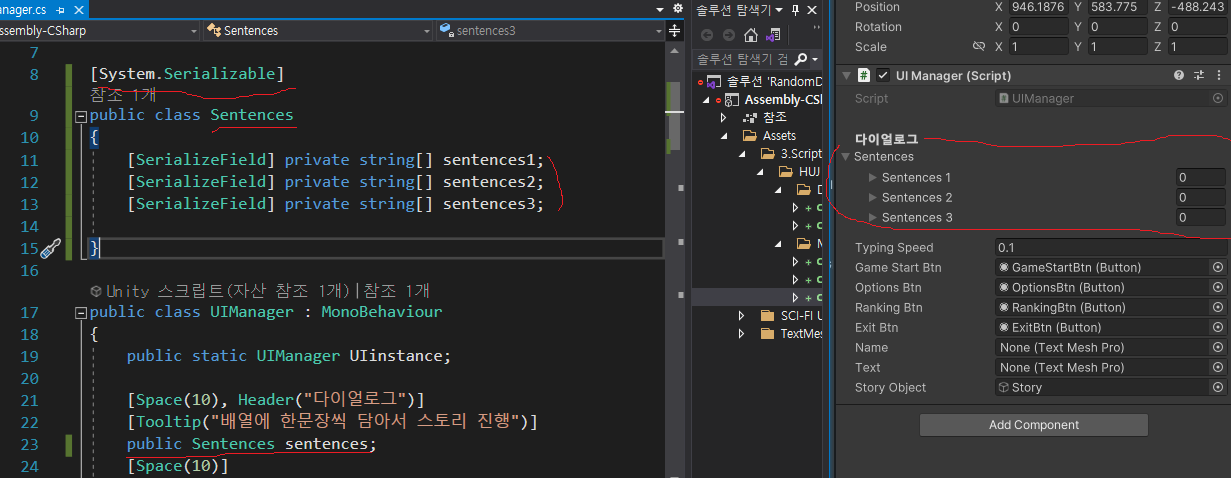 anager.cs
ssembly-CSharp
Sentences
sentences3
7
8 [System.Serializable]
참조 1개
9 public class Sentences
10 {
11 [SerializeField] private string[] sentences1;
12 [SerializeField] private string[] sentences2;
13 [SerializeField] private string[] sentences3;
14
15 }
16
Unity 스크립트(자산 참조 1개)|참조 1개
17 public class UIManager : MonoBehaviour
18 {
19 public static UIManager UIinstance;
20
21 [Space(10), Header("다이얼로그")]
22 [Tooltip("배열에 한문장씩 담아서 스토리 진행")]
23 public Sentences sentences;
24 [Space(10)]
솔루션 탐색기
솔루션 탐색기 검
솔루션 'RandomD
Assembly-CSh
참조
Assets
3.Script
HUJ
D
M
SCI-FI U
TextMes
Position X 946.1876 Y 583.775 Z -488.243
Rotation X 0 Y 0 Z 0
Scale X 1 Y 1 Z 1
UI Manager (Script)
Script UIManager
다이얼로그
Sentences
Sentences 1 0
Sentences 2 0
Sentences 3 0
Typing Speed 0.1
Game Start Btn GameStartBtn (Button)
Options Btn OptionsBtn (Button)
Ranking Btn RankingBtn (Button)
Exit Btn ExitBtn (Button)
Name None (Text Mesh Pro)
Text None (Text Mesh Pro)
Story Object Story
Add Component